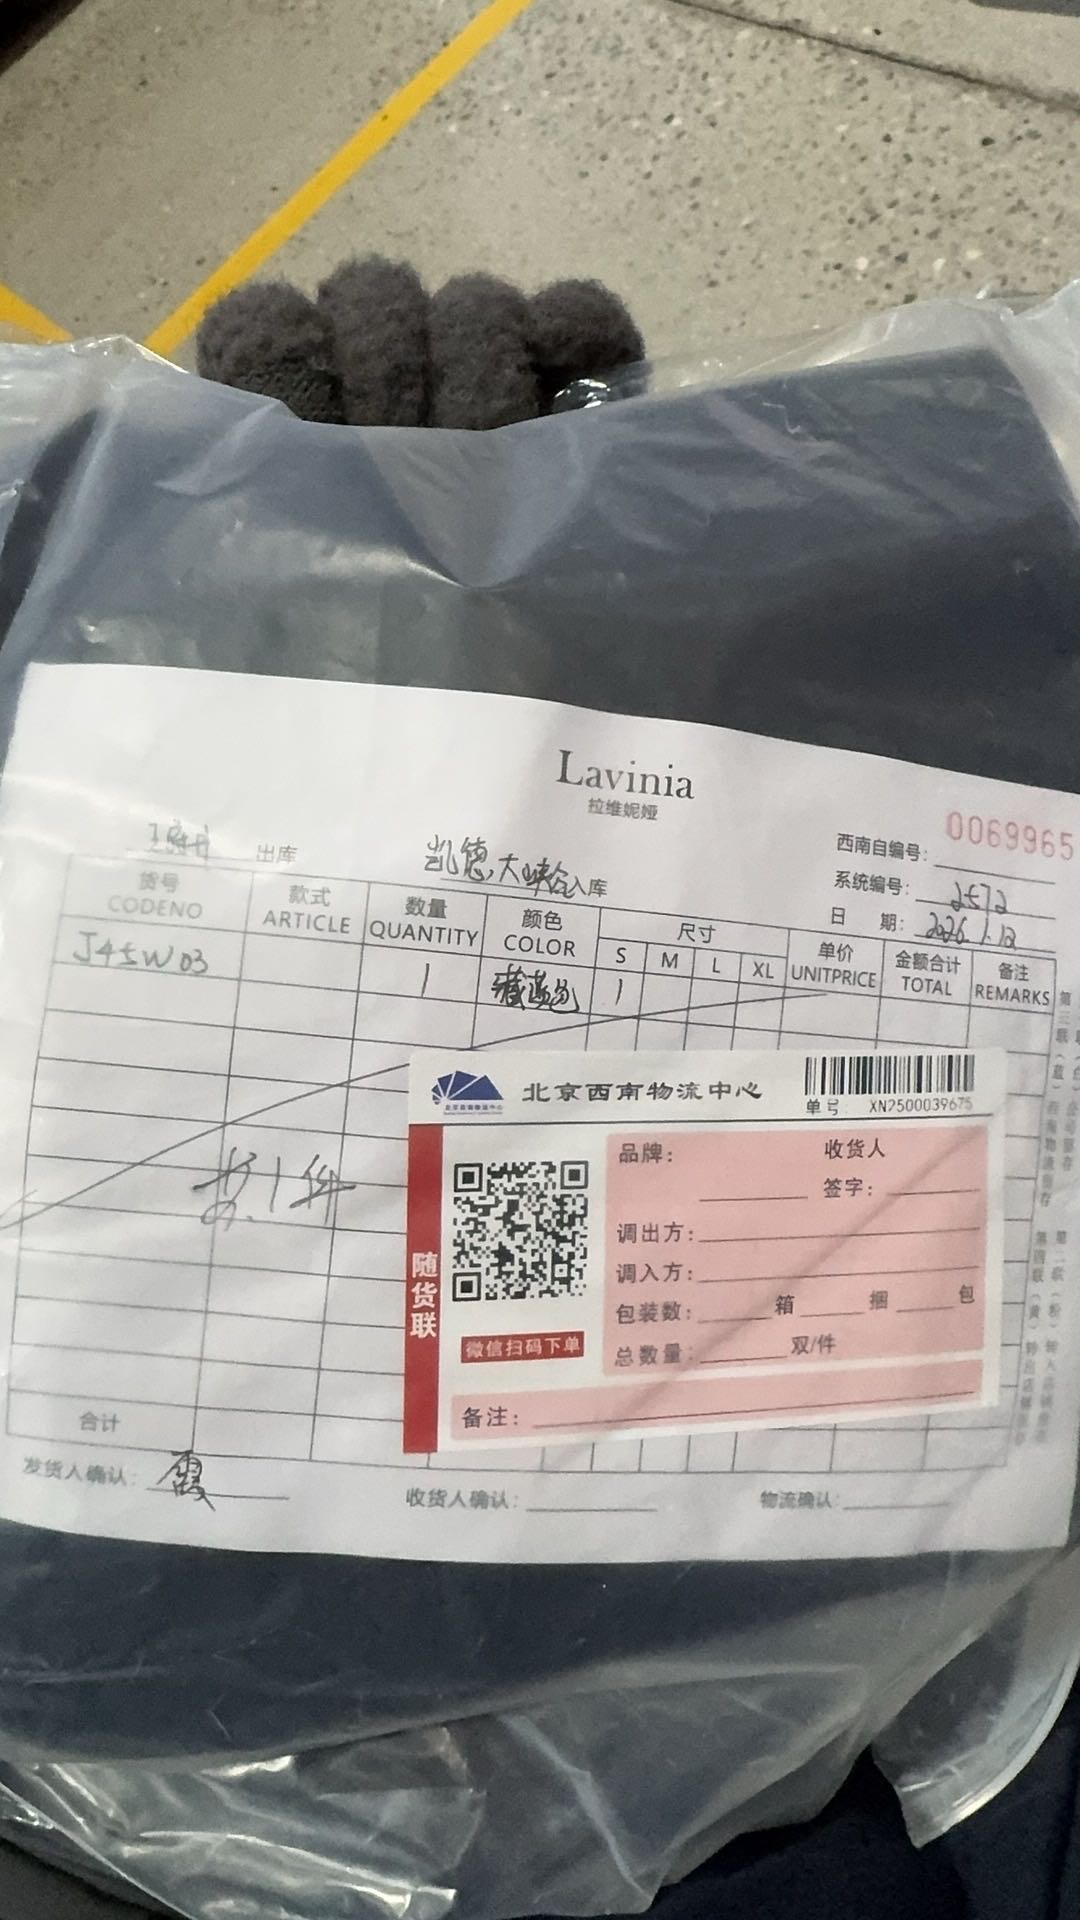 Lavinia
拉维妮娅
0069965
西南自编号：
出库
凯德大峡谷入库
系统编号： 2572
日 期： 2026.1.12
货号 CODENO
款式 ARTICLE
数量 QUANTITY
颜色 COLOR
尺寸
S M L XL
单价 UNITPRICE
金额合计 TOTAL
备注 REMARKS
J45W03 1 藏蓝色 1
共1件
北京西南物流中心
单号 XN2500039675
随货联
微信扫码下单
品牌：
收货人
签字：
调出方：
调入方：
包装数： 箱 捆 包
总数量： 双/件
备注：
合计
发货人确认： 霞
收货人确认：
物流确认：